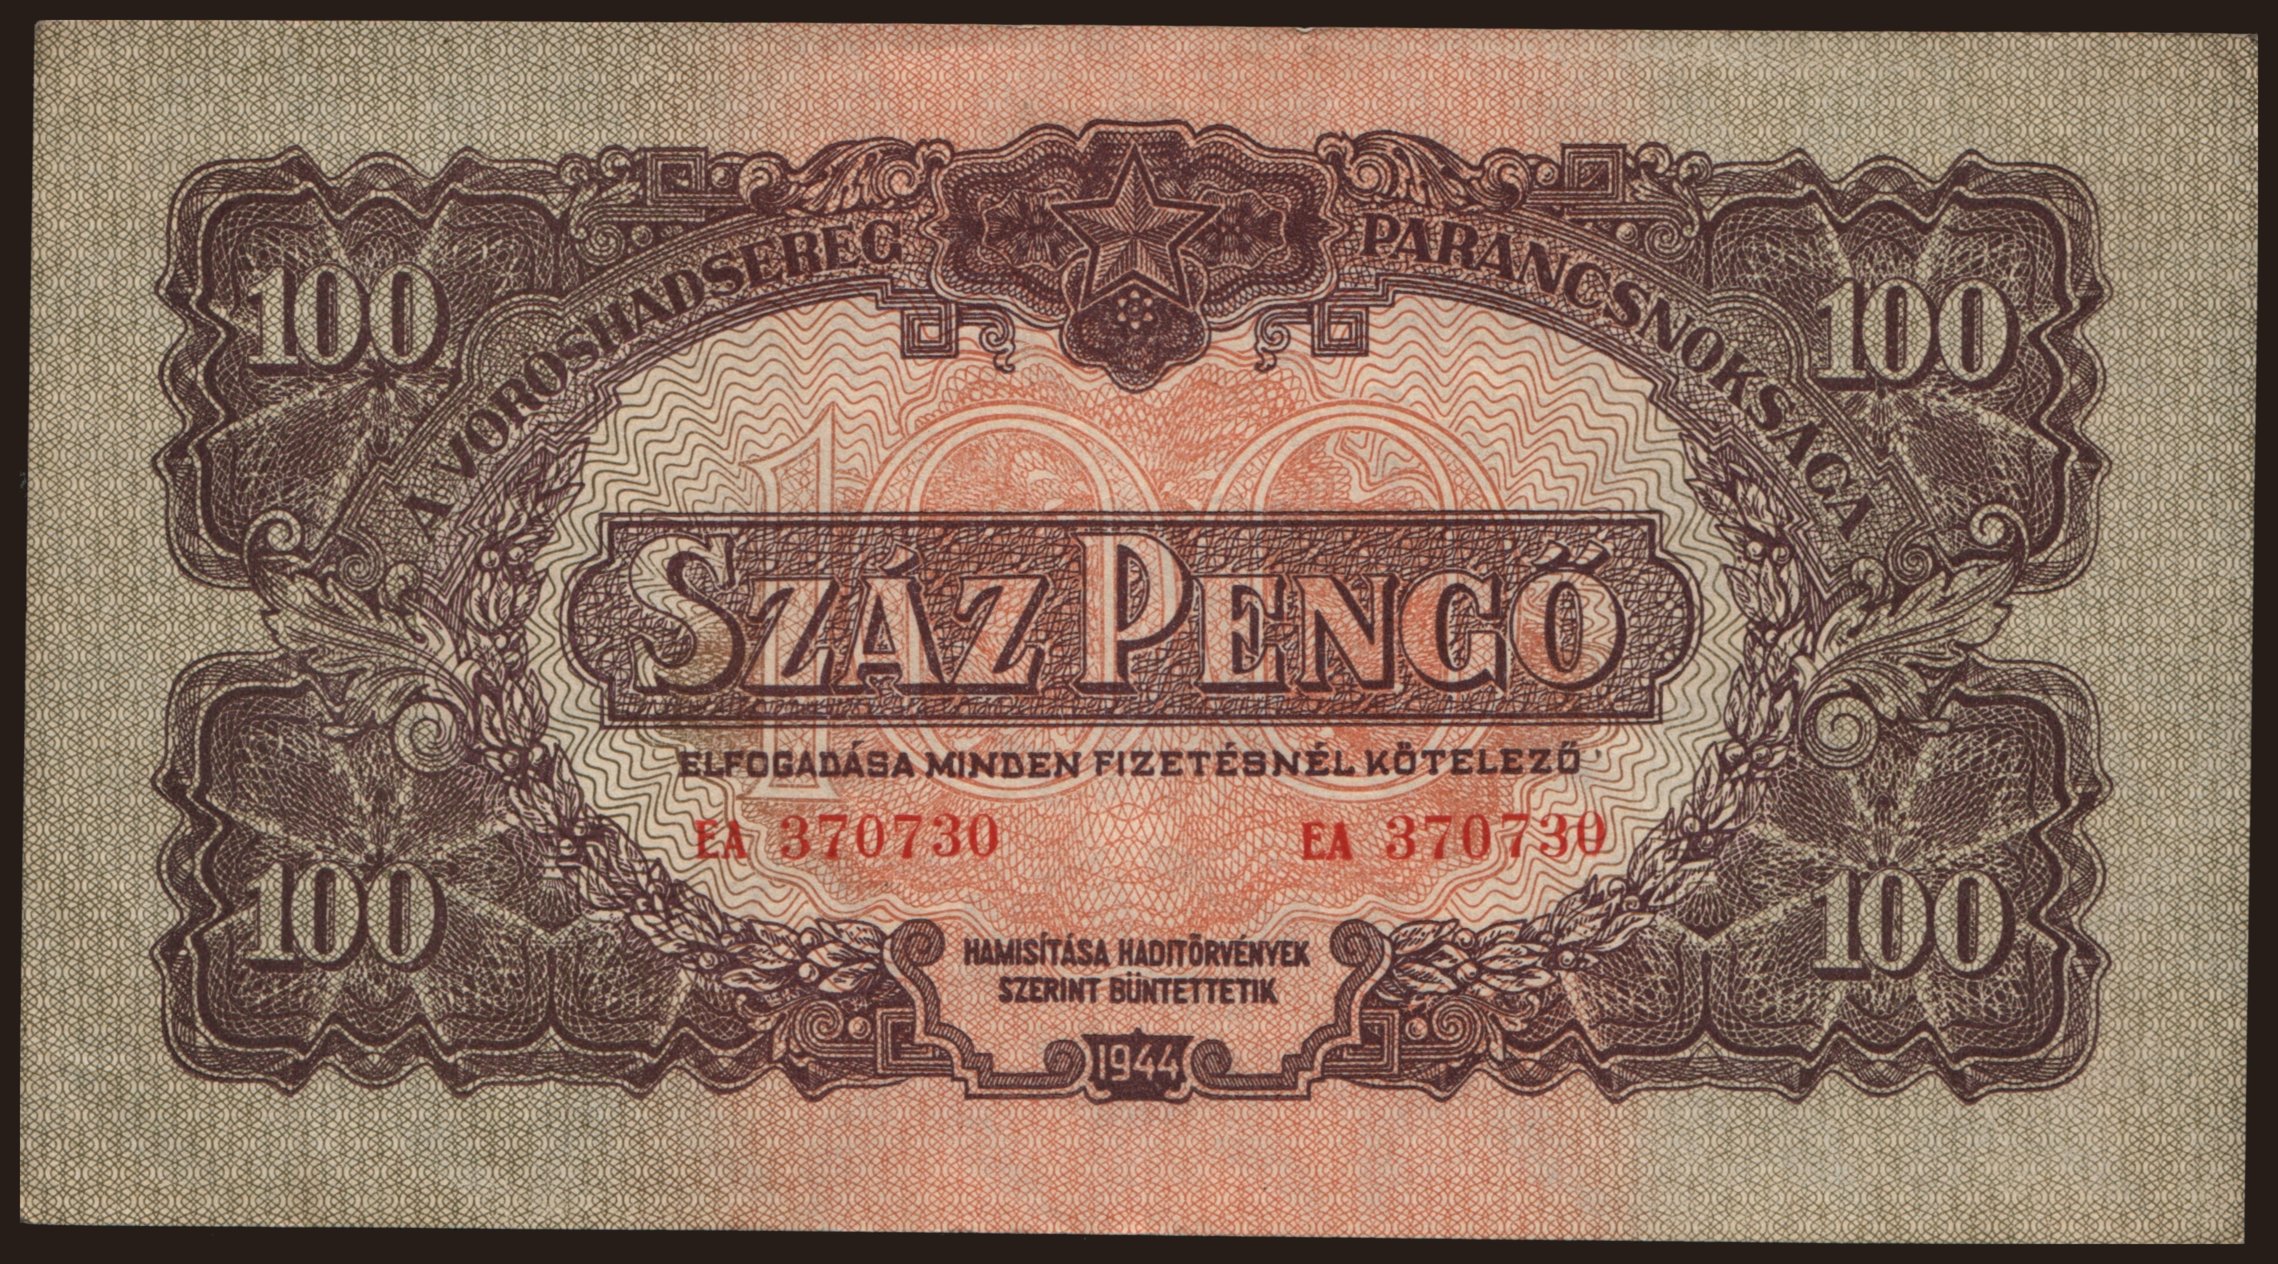 A VÖRÖSHADSEREG PARANCSNOKSÁGA
100 100
100
SZÁZ PENGŐ
ELFOGADÁSA MINDEN FIZETÉSNÉL KÖTELEZŐ
EA 370730 EA 370730
100 100
HAMISÍTÁSA HADITÖRVÉNYEK
SZERINT BÜNTETTETIK
1944